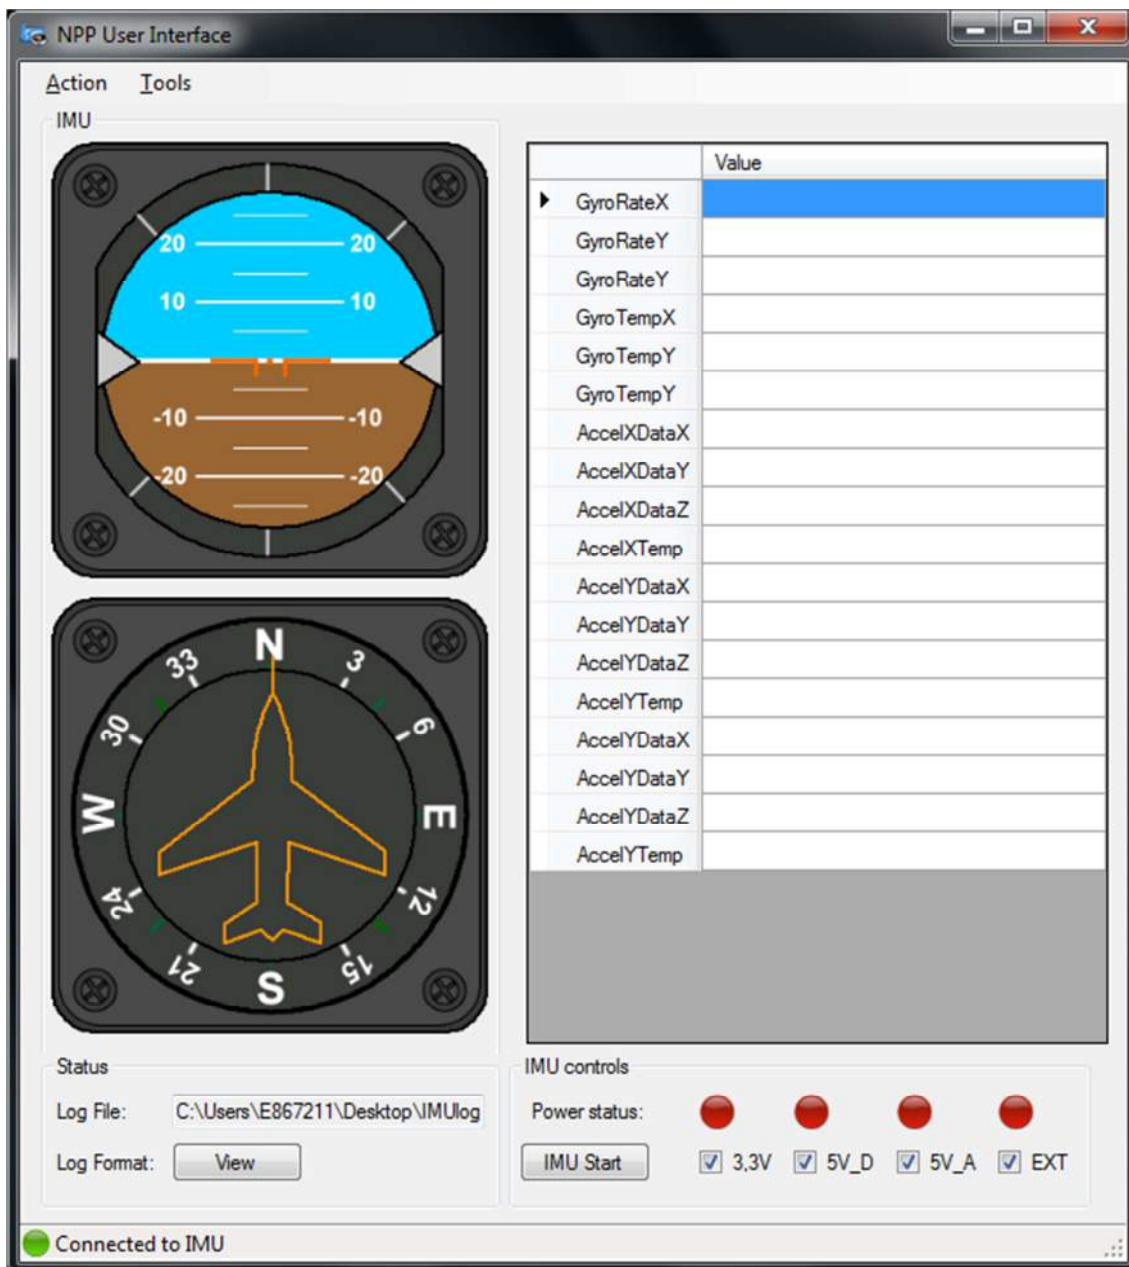 NPP User Interface
Action Tools
IMU
20 20
10 10
-10 -10
-20 -20
N
33 3
30 6
W E
24 12
21 15
S
Value
GyroRateX
GyroRateY
GyroRateY
GyroTempX
GyroTempY
GyroTempY
AccelXDataX
AccelXDataY
AccelXDataZ
AccelXTemp
AccelYDataX
AccelYDataY
AccelYDataZ
AccelYTemp
AccelYDataX
AccelYDataY
AccelYDataZ
AccelYTemp
Status
Log File: C:\Users\E867211\Desktop\IMUlog
Log Format: View
IMU controls
Power status:
IMU Start 3,3V 5V_D 5V_A EXT
Connected to IMU